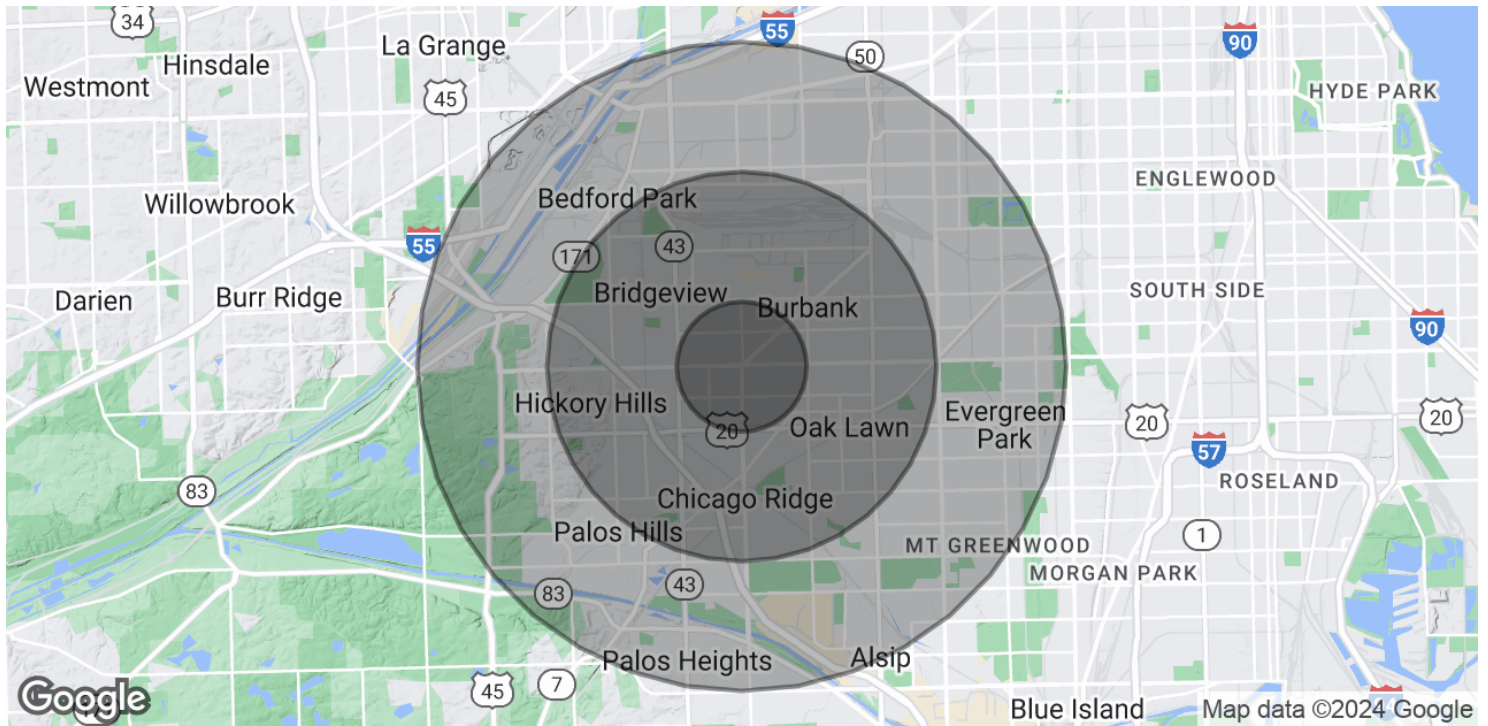 34
La Grange
55
50
90
Hinsdale
Westmont
45
HYDE PARK
ENGLEWOOD
Bedford Park
Willowbrook
55
171
43
Darien
Burr Ridge
Bridgeview
Burbank
SOUTH SIDE
90
Hickory Hills
Evergreen
Park
20
Oak Lawn
20
20
57
ROSELAND
83
Chicago Ridge
Palos Hills
MT GREENWOOD
1
MORGAN PARK
83
43
Palos Heights
Alsip
45
7
Google
Blue Island
Map data ©2024 Google